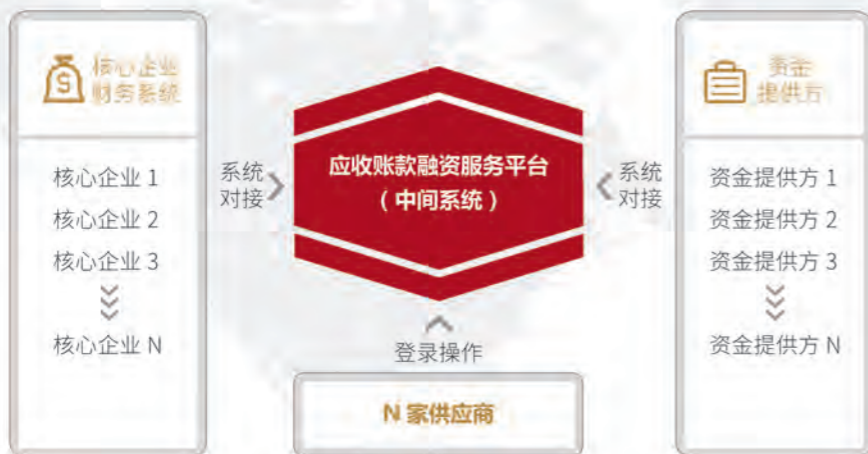 核心企业
财务系统
核心企业 1
核心企业 2
核心企业 3
核心企业 N
系统
对接
应收账款融资服务平台
（中间系统）
登录操作
N 家供应商
系统
对接
资金
提供方
资金提供方 1
资金提供方 2
资金提供方 3
资金提供方 N